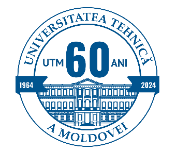 UNIVERSITATEA TEHNICĂ
UTM 60 ANI
1964 2024
A MOLDOVEI